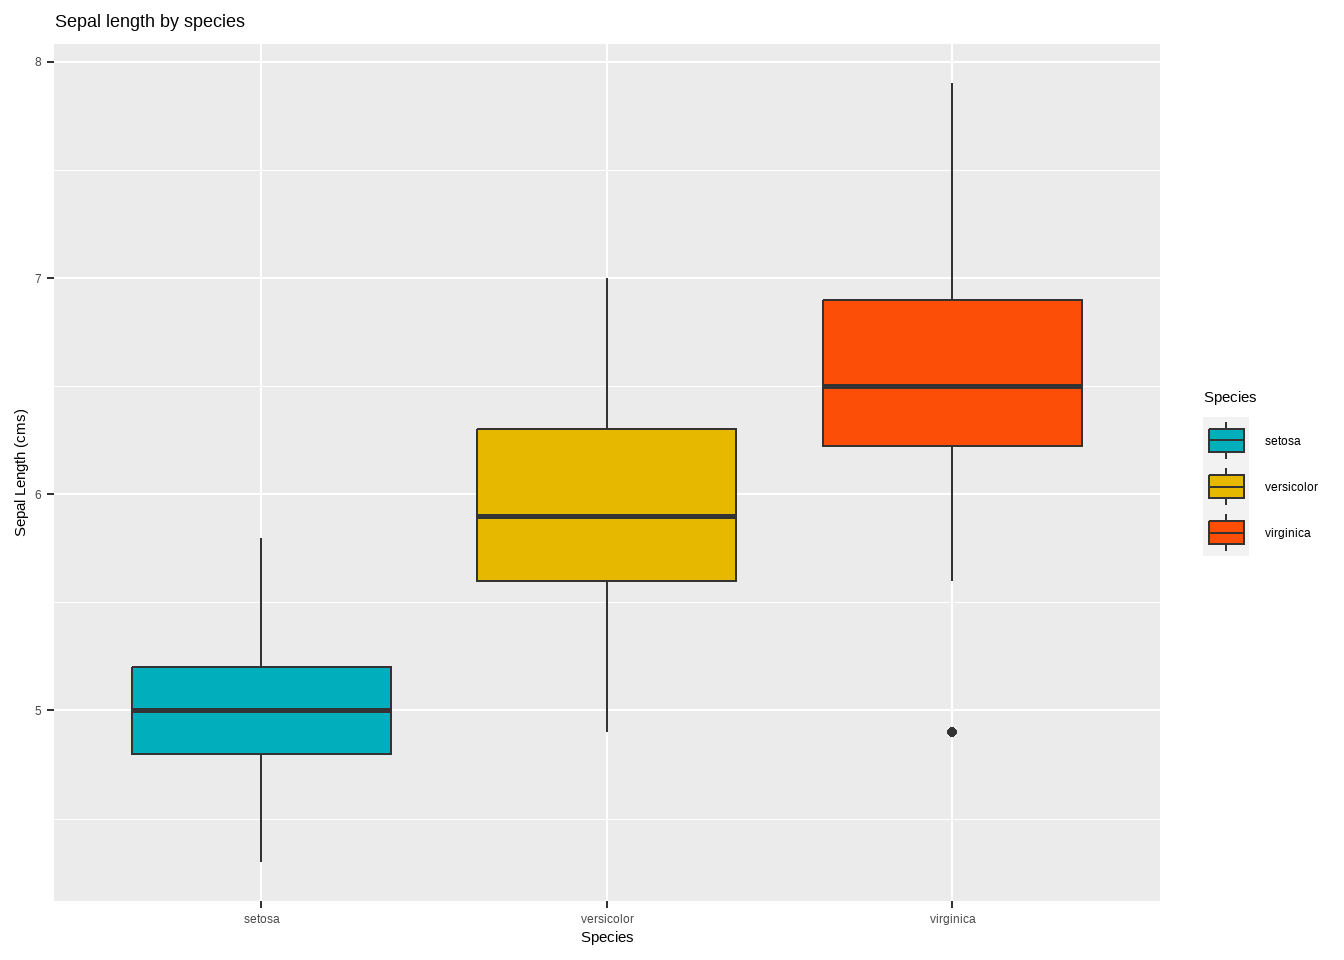 Sepal length by species
8
7
6
5
Sepal Length (cms)
setosa
versicolor
virginica
Species
Species
setosa
versicolor
virginica